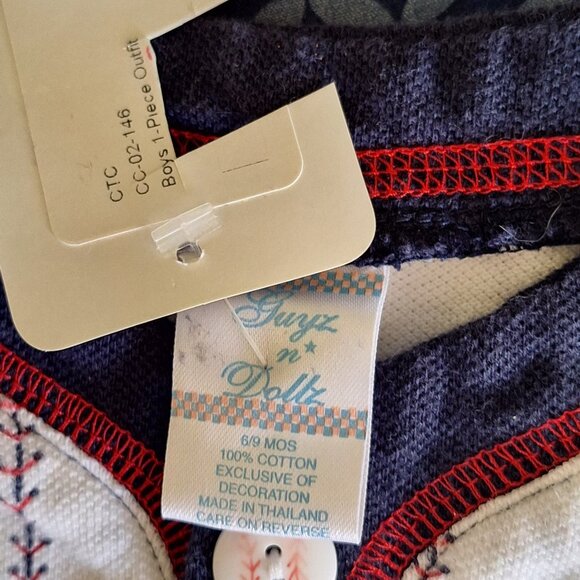 CTC
CC-02-146
Boys 1-Piece Outfit
Guyz
n*
Dollz
6/9 MOS
100% COTTON
EXCLUSIVE OF
DECORATION
MADE IN THAILAND
CARE ON REVERSE